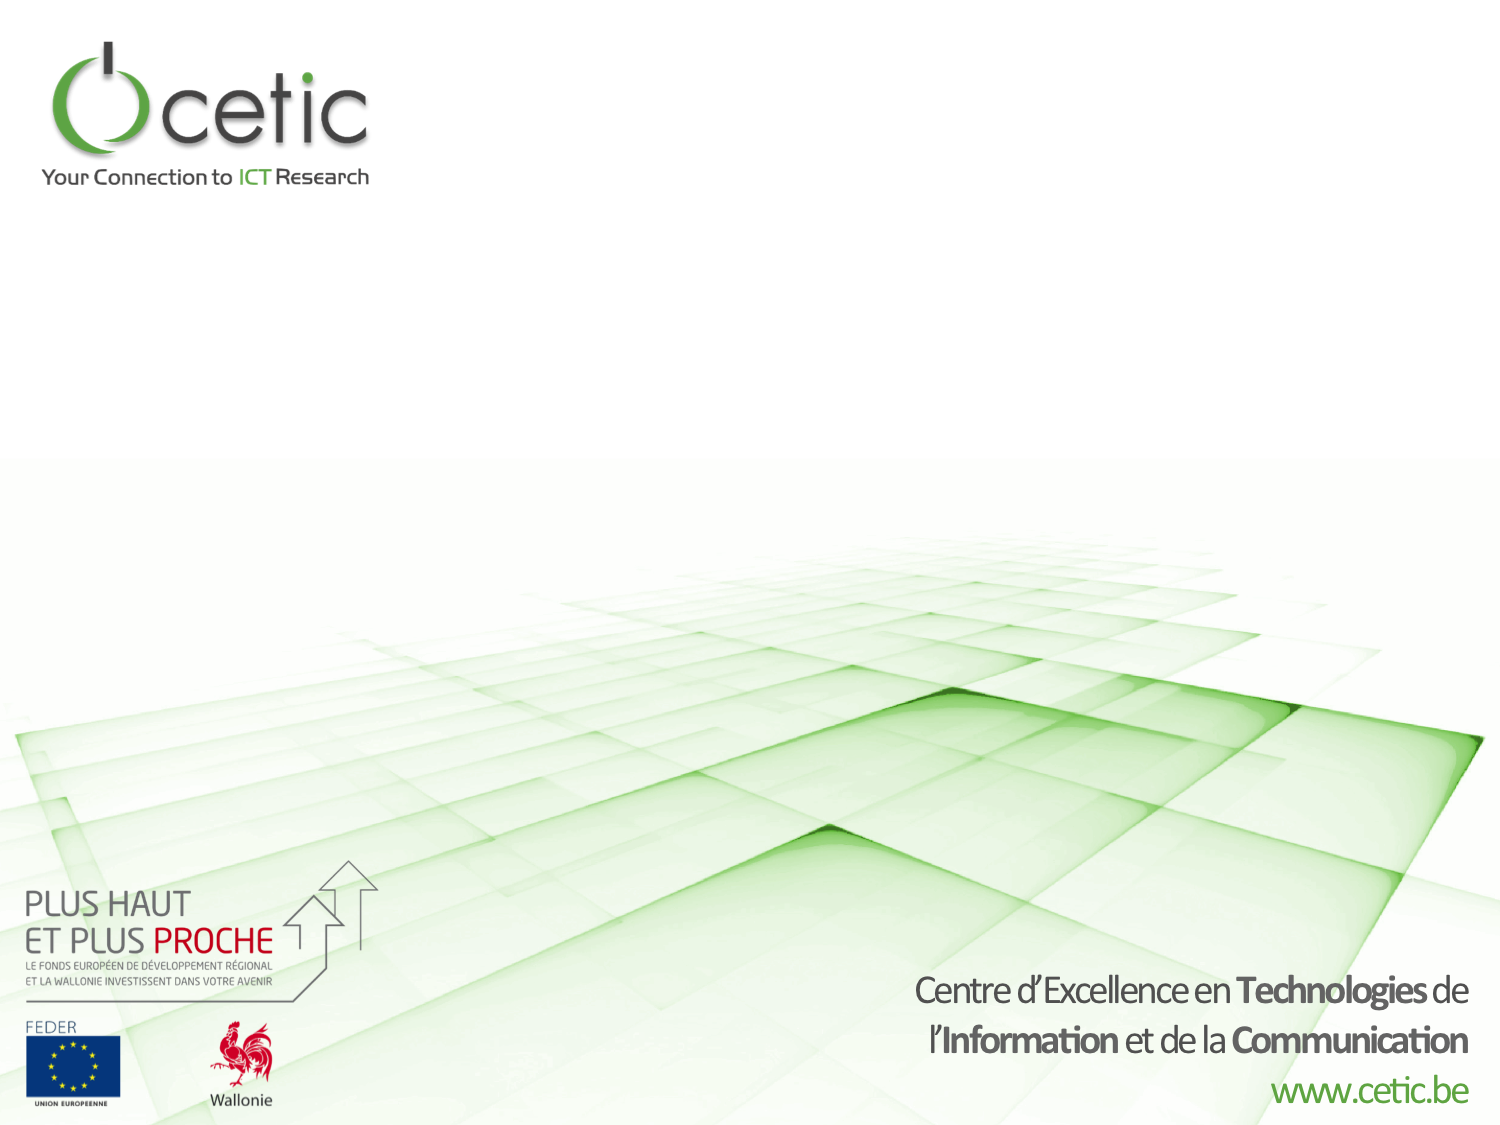 cetic
Your Connection to ICT Research
PLUS HAUT
ET PLUS PROCHE
LE FONDS EUROPÉEN DE DÉVELOPPEMENT RÉGIONAL
ET LA WALLONIE INVESTISSENT DANS VOTRE AVENIR
FEDER
UNION EUROPEENNE
Wallonie
Centre d’Excellence en Technologies de
l’Information et de la Communication
www.cetic.be